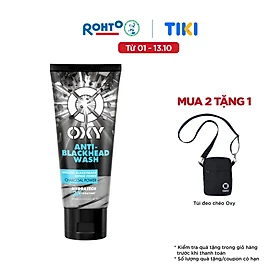 ROHTO TIKI
Từ 01 - 13.10
OXY
ANTI-
BLACKHEAD
WASH
CHARCOAL POWER
HYDRATECH
MUA 2 TẶNG 1
Túi đeo chéo Oxy
* Kiểm tra quà tặng trong giỏ hàng
trước khi thanh toán
* Số lượng quà tặng/coupon có hạn